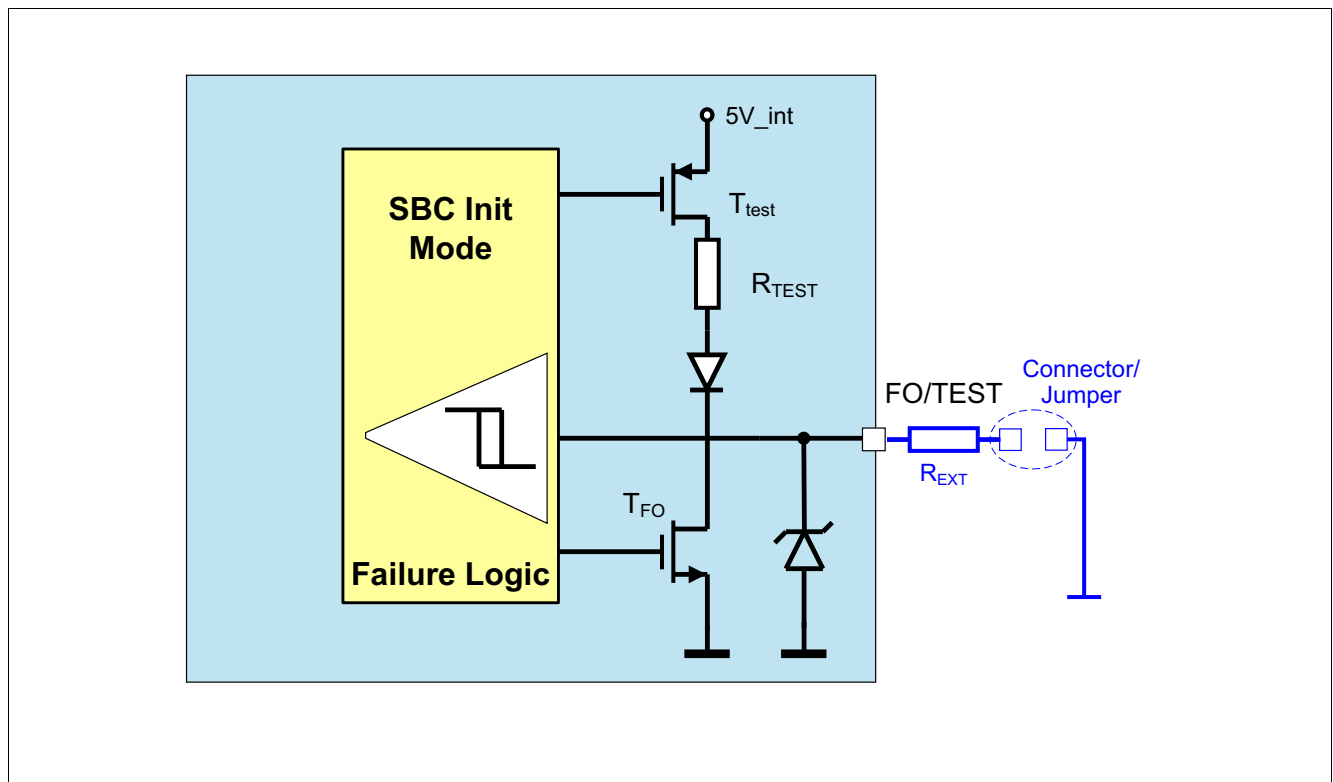 5V_int
SBC Init
Mode
Ttest
RTEST
Connector/
Jumper
FO/TEST
REXT
TFO
Failure Logic